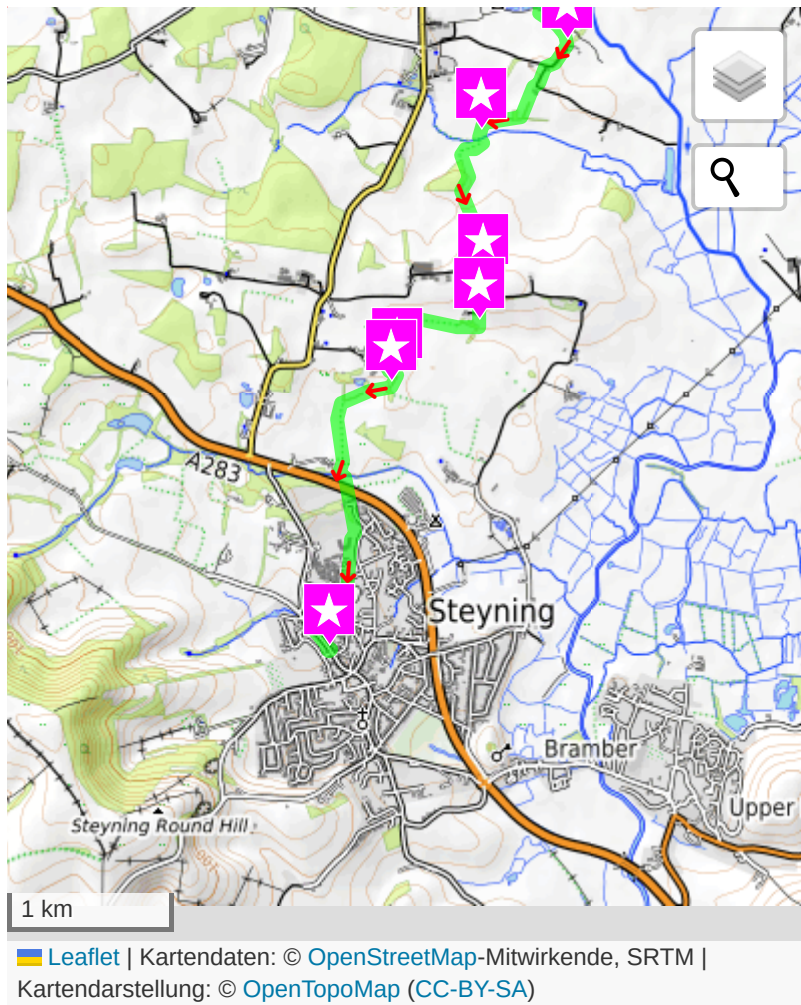 A283
Steyning
Bramber
Upper
Steyning Round Hill
100
1 km
Leaflet | Kartendaten: © OpenStreetMap-Mitwirkende, SRTM |
Kartendarstellung: © OpenTopoMap (CC-BY-SA)